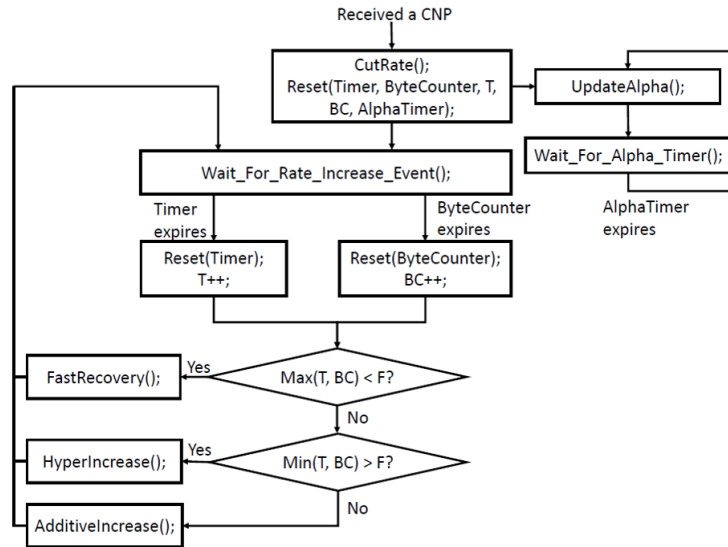 Received a CNP
CutRate();
Reset(Timer, ByteCounter, T,
BC, AlphaTimer);
UpdateAlpha();
Wait_For_Alpha_Timer();
AlphaTimer
expires
Wait_For_Rate_Increase_Event();
Timer
expires
ByteCounter
expires
Reset(Timer);
T++;
Reset(ByteCounter);
BC++;
Max(T, BC) < F?
Yes
FastRecovery();
No
Min(T, BC) > F?
Yes
HyperIncrease();
No
AdditiveIncrease();